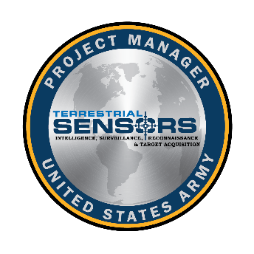 PROJECT MANAGER
TERRESTRIAL
SENSORS
INTELLIGENCE, SURVEILLANCE, RECONNAISSANCE
& TARGET ACQUISITION
UNITED STATES ARMY